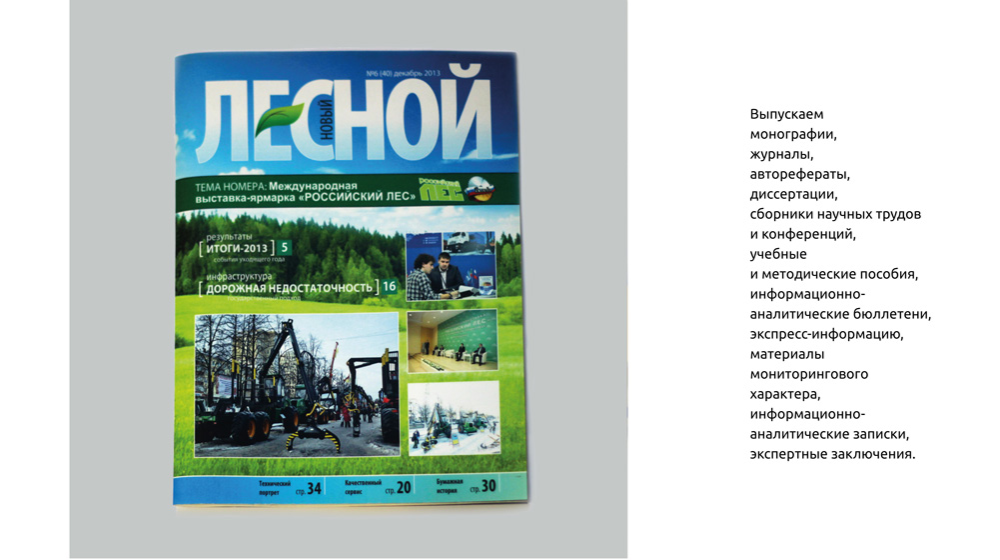 №6 (40) декабрь 2013
ЛЕСНОЙ
НОВЫЙ
ТЕМА НОМЕРА: Международная
выставка-ярмарка «РОССИЙСКИЙ ЛЕС»
российский
ЛЕС
результаты
[ ИТОГИ-2013 ] 5
события уходящего года
инфраструктура
[ ДОРОЖНАЯ НЕДОСТАТОЧНОСТЬ ] 16
Технический
портрет стр. 34
Качественный
сервис стр. 20
Бумажная
история стр. 30
Выпускаем
монографии,
журналы,
авторефераты,
диссертации,
сборники научных трудов
и конференций,
учебные
и методические пособия,
информационно-
аналитические бюллетени,
экспресс-информацию,
материалы
мониторингового
характера,
информационно-
аналитические записки,
экспертные заключения.